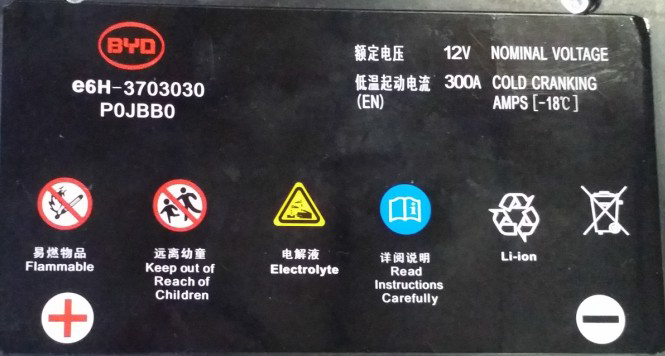 BYD
e6H-3703030
P0JBB0
额定电压 12V NOMINAL VOLTAGE
低温起动电流 300A COLD CRANKING
(EN) AMPS [-18℃]
易燃物品
Flammable
远离幼童
Keep out of
Reach of
Children
电解液
Electrolyte
详阅说明
Read
Instructions
Carefully
Li-ion